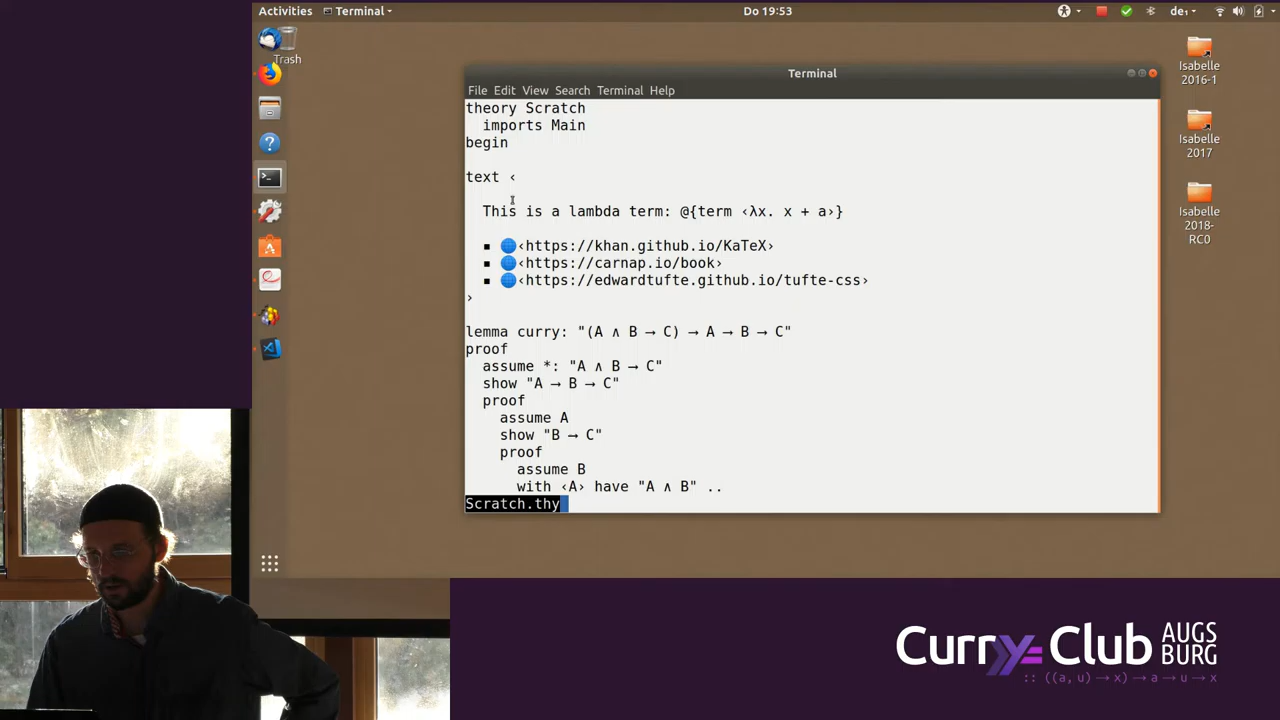 Activities
Terminal
Do 19:53
de₁
Trash
Isabelle
2016-1
Isabelle
2017
Isabelle
2018-
RC0
Terminal
File Edit View Search Terminal Help
theory Scratch
  imports Main
begin
text ‹
  This is a lambda term: @{term ‹λx. x + a›}
  ▪ 🌐‹https://khan.github.io/KaTeX›
  ▪ 🌐‹https://carnap.io/book›
  ▪ 🌐‹https://edwardtufte.github.io/tufte-css›
›
lemma curry: "(A ∧ B → C) → A → B → C"
proof
  assume *: "A ∧ B → C"
  show "A → B → C"
  proof
    assume A
    show "B → C"
    proof
      assume B
      with ‹A› have "A ∧ B" ..
Scratch.thy
Curry Club AUGS
BURG
:: ((a, u) → x) → a → u → x